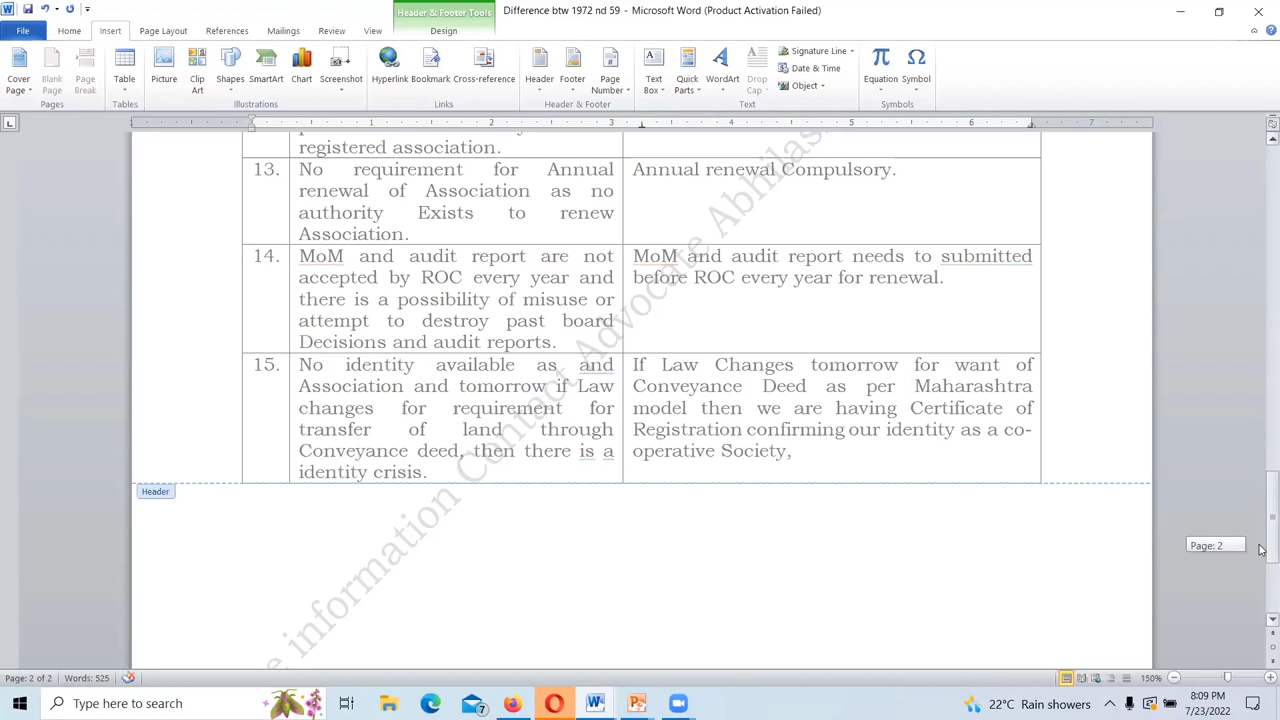 Header & Footer Tools
Difference btw 1972 nd 59 - Microsoft Word (Product Activation Failed)
File
Home
Insert
Page Layout
References
Mailings
Review
View
Design
Cover Page
Blank Page
Page Break
Table
Picture
Clip Art
Shapes
SmartArt
Chart
Screenshot
Hyperlink
Bookmark
Cross-reference
Header
Footer
Page Number
Text Box
Quick Parts
WordArt
Drop Cap
Signature Line
Date & Time
Object
Equation
Symbol
Pages
Tables
Illustrations
Links
Header & Footer
Text
Symbols
1 2 3 5 6 7
registered association.
13. No requirement for Annual renewal of Association as no authority Exists to renew Association.
Annual renewal Compulsory.
14. MoM and audit report are not accepted by ROC every year and there is a possibility of misuse or attempt to destroy past board Decisions and audit reports.
MoM and audit report needs to submitted before ROC every year for renewal.
15. No identity available as and Association and tomorrow if Law changes for requirement for transfer of land through Conveyance deed, then there is a identity crisis.
If Law Changes tomorrow for want of Conveyance Deed as per Maharashtra model then we are having Certificate of Registration confirming our identity as a co-operative Society,
information Contact Advocate
Header
Page: 2
Page: 2 of 2
Words: 525
150%
Type here to search
7
22°C Rain showers
8:09 PM
7/23/2022